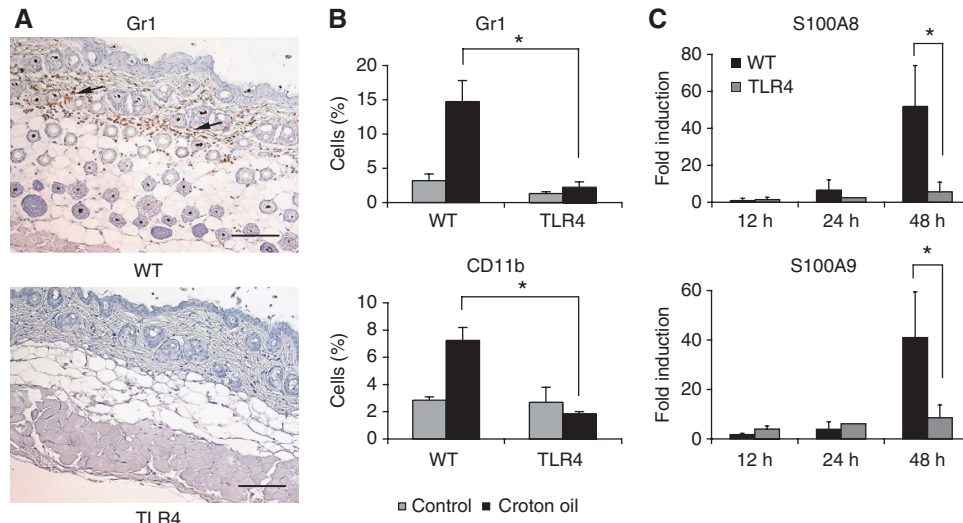 A
Gr1
WT
TLR4
B
Gr1
Cells (%)
20
15
10
5
0
*
WT
TLR4
CD11b
Cells (%)
10
8
6
4
2
0
*
WT
TLR4
Control
Croton oil
C
S100A8
Fold induction
80
60
40
20
0
WT
TLR4
*
12 h
24 h
48 h
S100A9
Fold induction
60
40
20
0
*
12 h
24 h
48 h